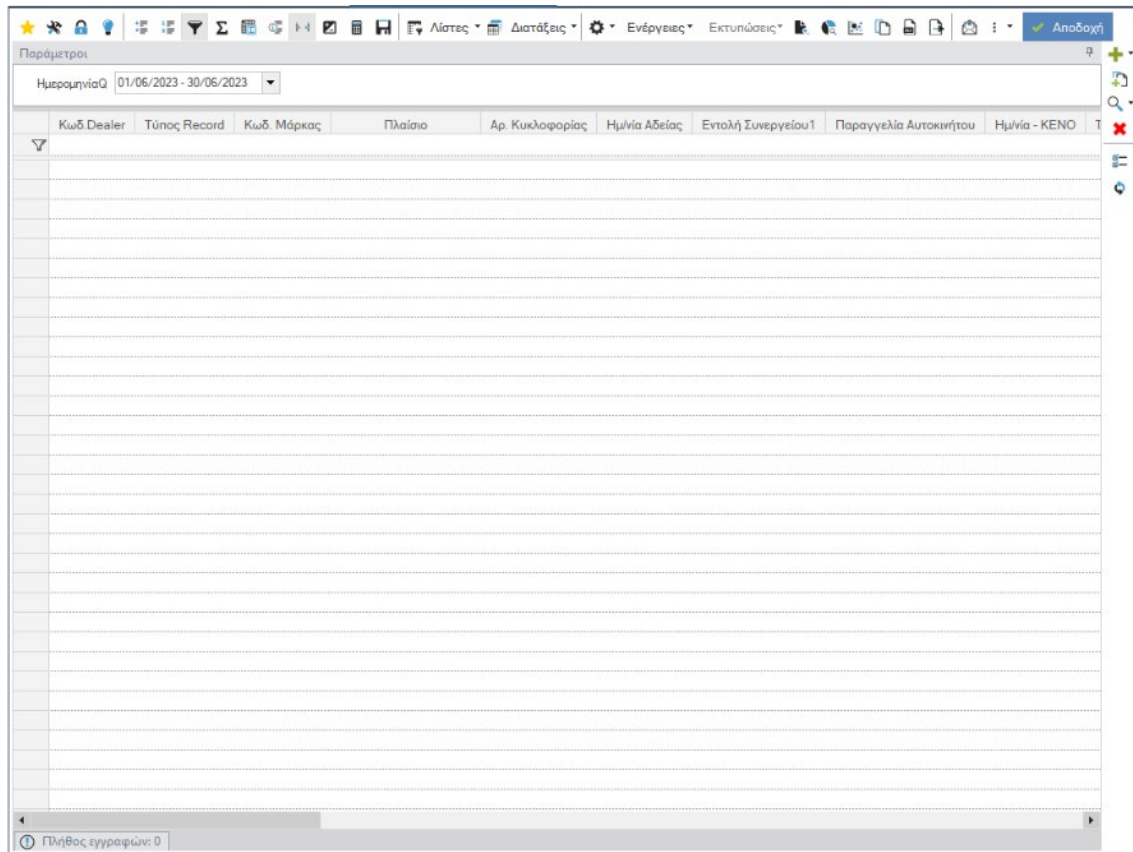 Λίστες Διατάξεις Ενέργειες Εκτυπώσεις Αποδοχή
Παράμετροι
ΗμερομηνίαQ 01/06/2023 - 30/06/2023
Κωδ.Dealer Τύπος Record Κωδ. Μάρκας Πλαίσιο Αρ. Κυκλοφορίας Ημ/νία Αδείας Εντολή Συνεργείου1 Παραγγελία Αυτοκινήτου Ημ/νία - ΚΕΝΟ Τ
Πλήθος εγγραφών: 0